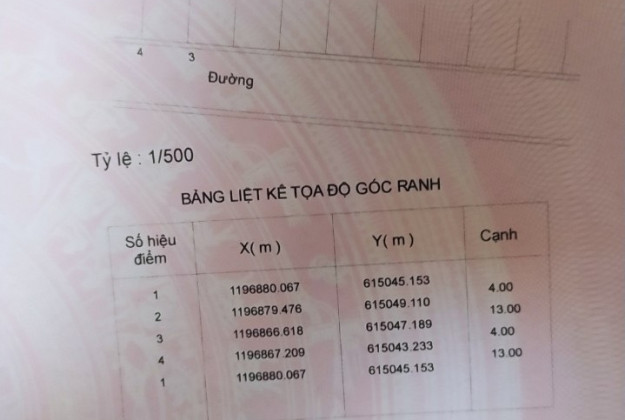 4 3
Đường
Tỷ lệ : 1/500
BẢNG LIỆT KÊ TỌA ĐỘ GÓC RANH
Số hiệu điểm X( m ) Y( m ) Cạnh
1 1196880.067 615045.153
4.00
2 1196879.476 615049.110
13.00
3 1196866.618 615047.189
4.00
4 1196867.209 615043.233
13.00
1 1196880.067 615045.153